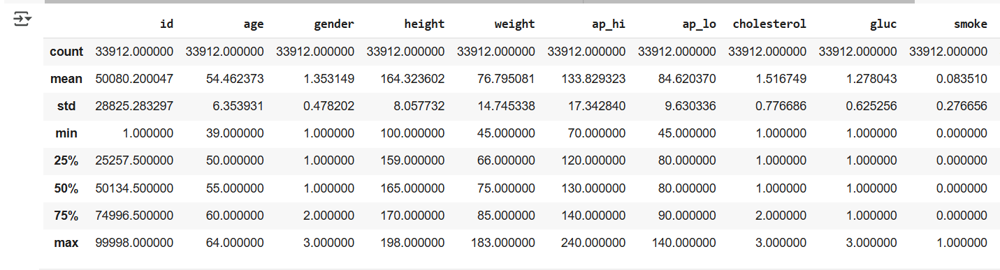 id age gender height weight ap_hi ap_lo cholesterol gluc smoke
count 33912.000000 33912.000000 33912.000000 33912.000000 33912.000000 33912.000000 33912.000000 33912.000000 33912.000000 33912.000000
mean 50080.200047 54.462373 1.353149 164.323602 76.795081 133.829323 84.620370 1.516749 1.278043 0.083510
std 28825.283297 6.353931 0.478202 8.057732 14.745338 17.342840 9.630336 0.776686 0.625256 0.276656
min 1.000000 39.000000 1.000000 100.000000 45.000000 70.000000 45.000000 1.000000 1.000000 0.000000
25% 25257.500000 50.000000 1.000000 159.000000 66.000000 120.000000 80.000000 1.000000 1.000000 0.000000
50% 50134.500000 55.000000 1.000000 165.000000 75.000000 130.000000 80.000000 1.000000 1.000000 0.000000
75% 74996.500000 60.000000 2.000000 170.000000 85.000000 140.000000 90.000000 2.000000 1.000000 0.000000
max 99998.000000 64.000000 3.000000 198.000000 183.000000 240.000000 140.000000 3.000000 3.000000 1.000000